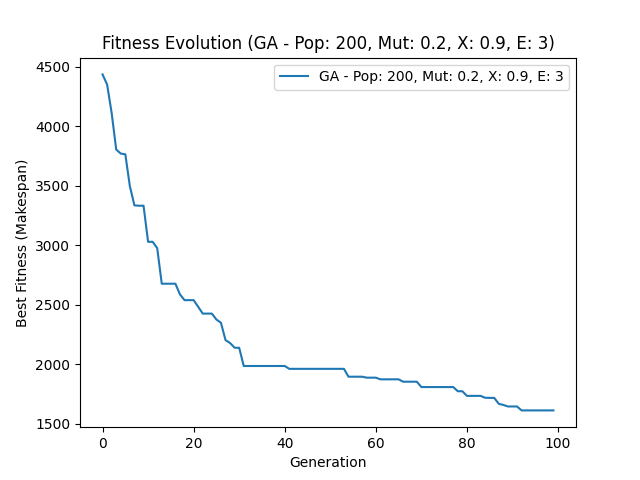 Fitness Evolution (GA - Pop: 200, Mut: 0.2, X: 0.9, E: 3)
GA - Pop: 200, Mut: 0.2, X: 0.9, E: 3
Best Fitness (Makespan)
4500
4000
3500
3000
2500
2000
1500
0 20 40 60 80 100
Generation